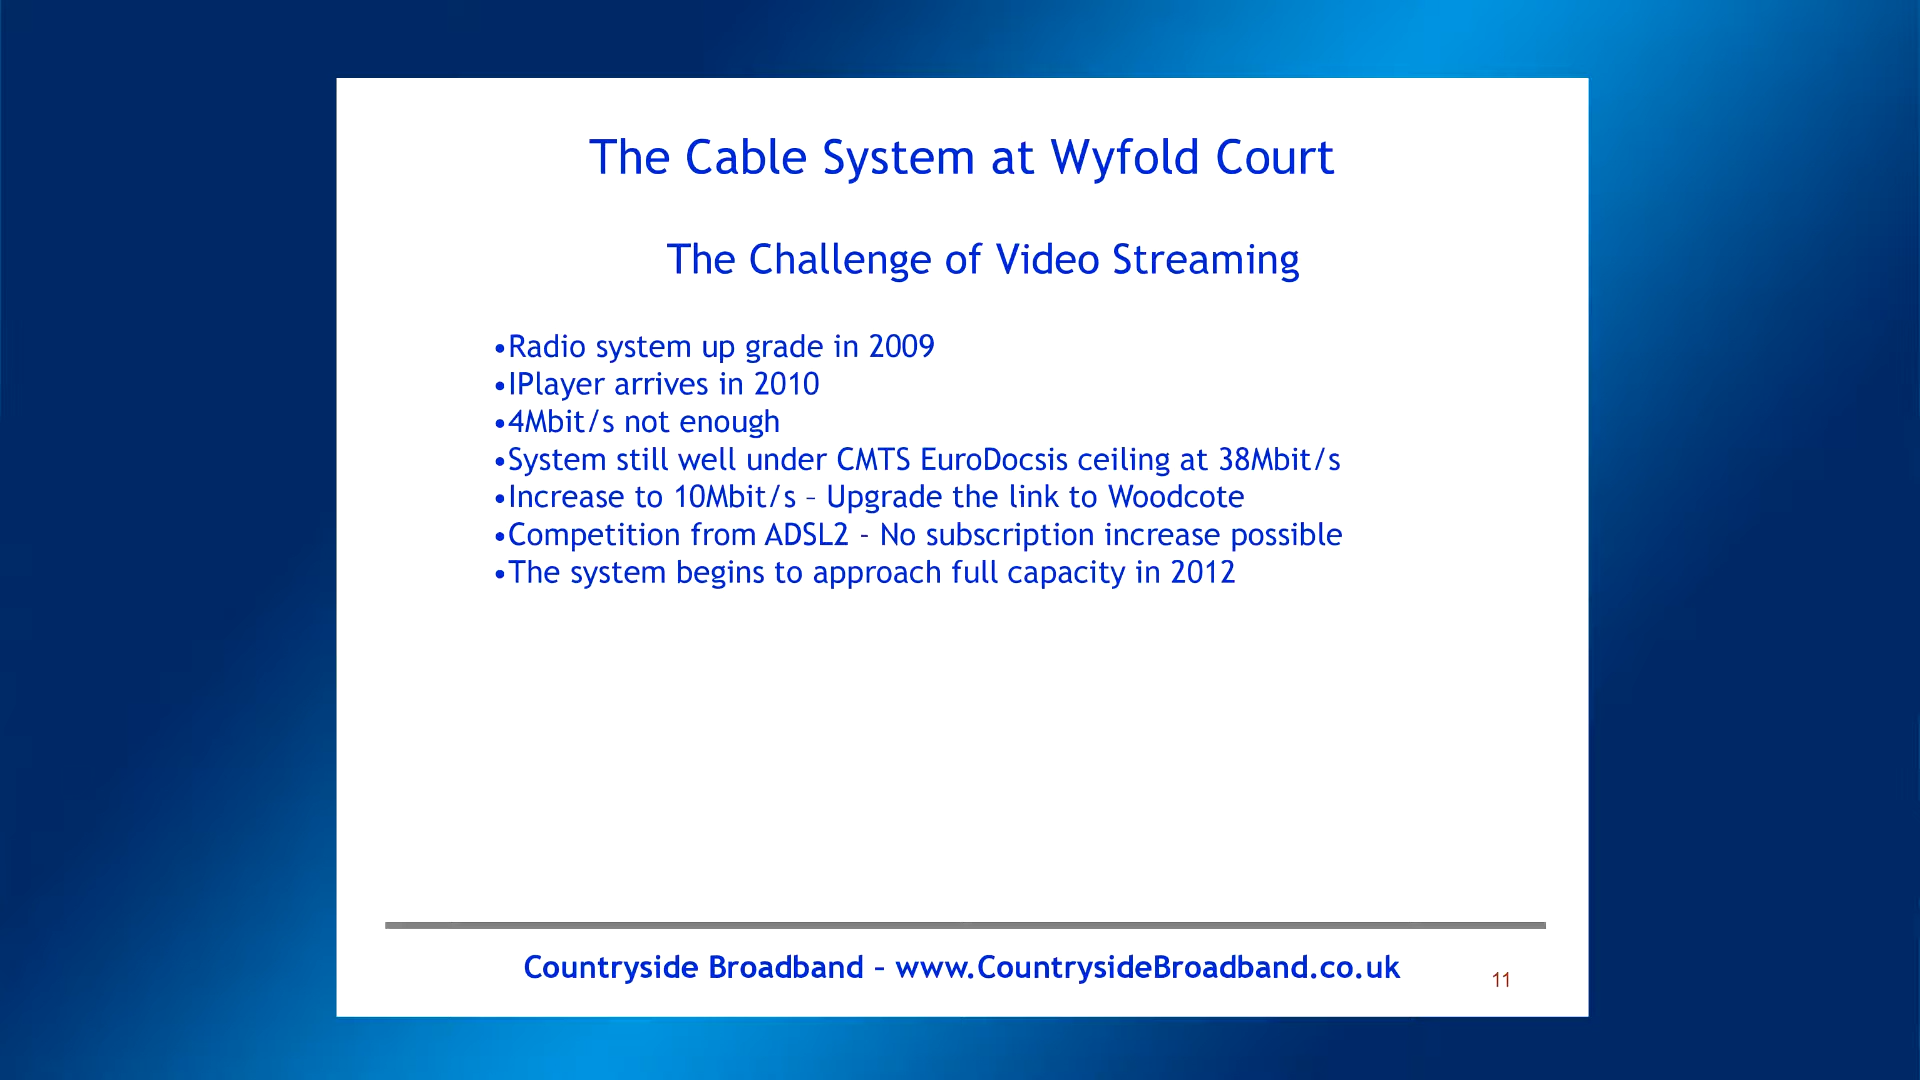 The Cable System at Wyfold Court
The Challenge of Video Streaming
•Radio system up grade in 2009
•IPlayer arrives in 2010
•4Mbit/s not enough
•System still well under CMTS EuroDocsis ceiling at 38Mbit/s
•Increase to 10Mbit/s – Upgrade the link to Woodcote
•Competition from ADSL2 - No subscription increase possible
•The system begins to approach full capacity in 2012
Countryside Broadband – www.CountrysideBroadband.co.uk
11